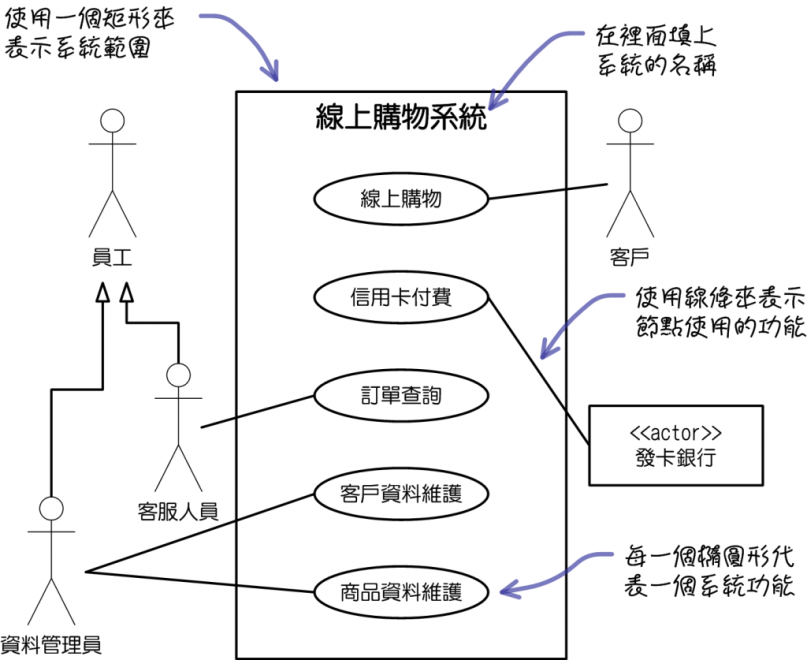 使用一個矩形來
表示系統範圍
在裡面填上
系統的名稱
線上購物系統
員工
線上購物
客戶
信用卡付費
使用線條來表示
節點使用的功能
訂單查詢
<<actor>>
發卡銀行
客戶資料維護
客服人員
每一個橢圓形代
表一個系統功能
商品資料維護
資料管理員